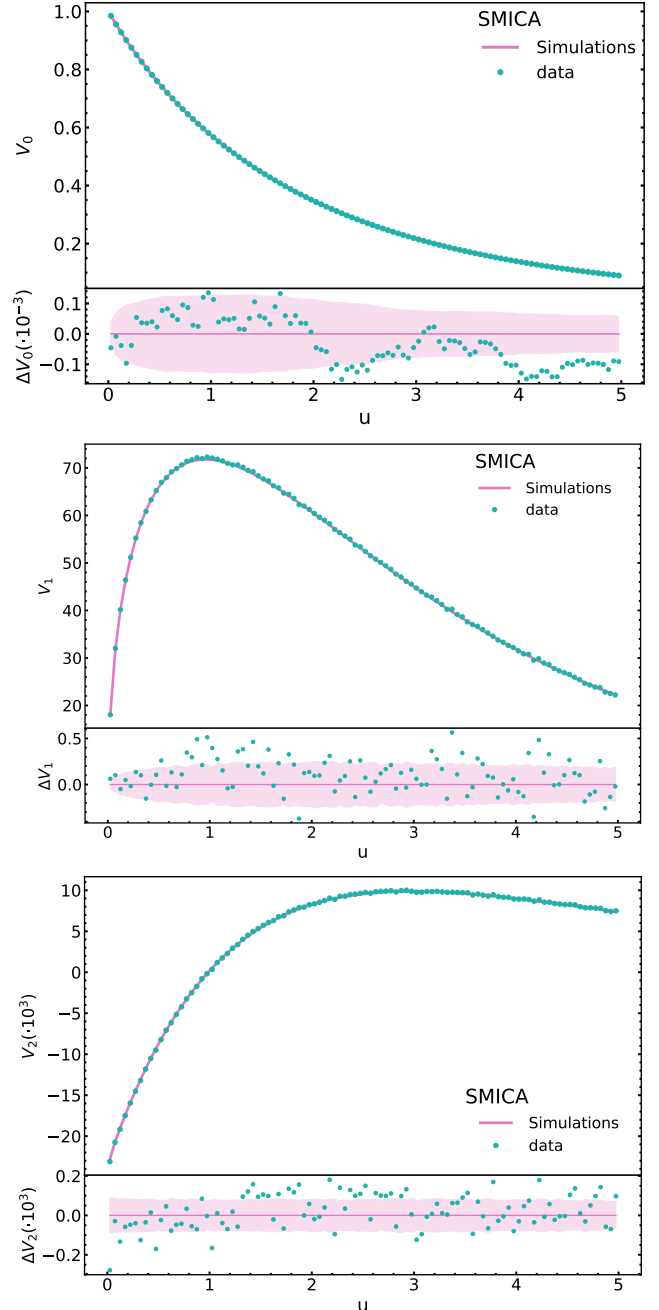 SMICA
Simulations
data
V₀
1.0
0.8
0.6
0.4
0.2
ΔV₀(·10⁻³)
0.1
0.0
−0.1
0 1 2 3 4 5
u
SMICA
Simulations
data
V₁
70
60
50
40
30
20
ΔV₁
0.5
0.0
0 1 2 3 4 5
u
V₂(·10³)
10
5
0
−5
−10
−15
−20
SMICA
Simulations
data
ΔV₂(·10³)
0.2
0.0
−0.2
0 1 2 3 4 5
u